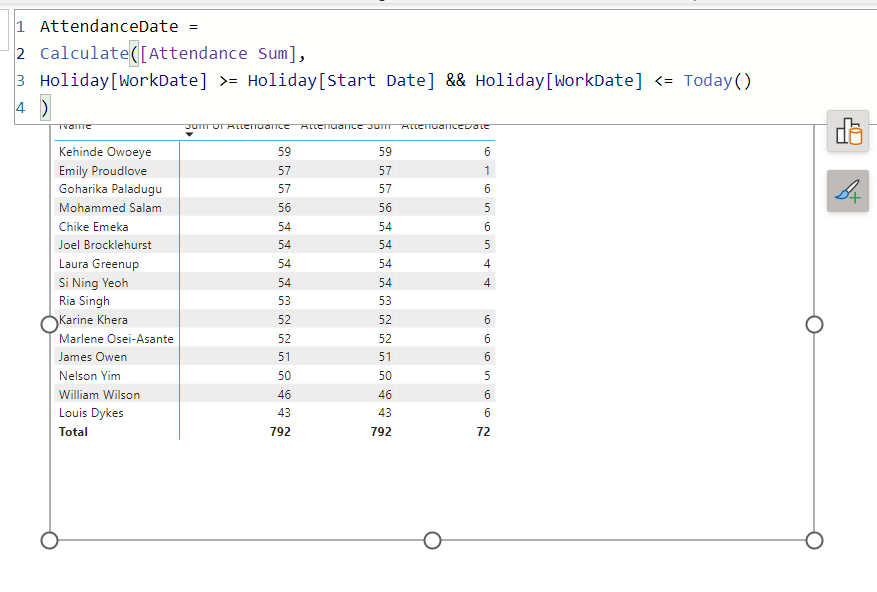 1 AttendanceDate =
2 Calculate([Attendance Sum],
3 Holiday[WorkDate] >= Holiday[Start Date] && Holiday[WorkDate] <= Today()
4 )
Name Sum of Attendance Attendance Sum AttendanceDate
Kehinde Owoeye 59 59 6
Emily Proudlove 57 57 1
Goharika Paladugu 57 57 6
Mohammed Salam 56 56 5
Chike Emeka 54 54 6
Joel Brocklehurst 54 54 5
Laura Greenup 54 54 4
Si Ning Yeoh 54 54 4
Ria Singh 53 53
Karine Khera 52 52 6
Marlene Osei-Asante 52 52 6
James Owen 51 51 6
Nelson Yim 50 50 5
William Wilson 46 46 6
Louis Dykes 43 43 6
Total 792 792 72